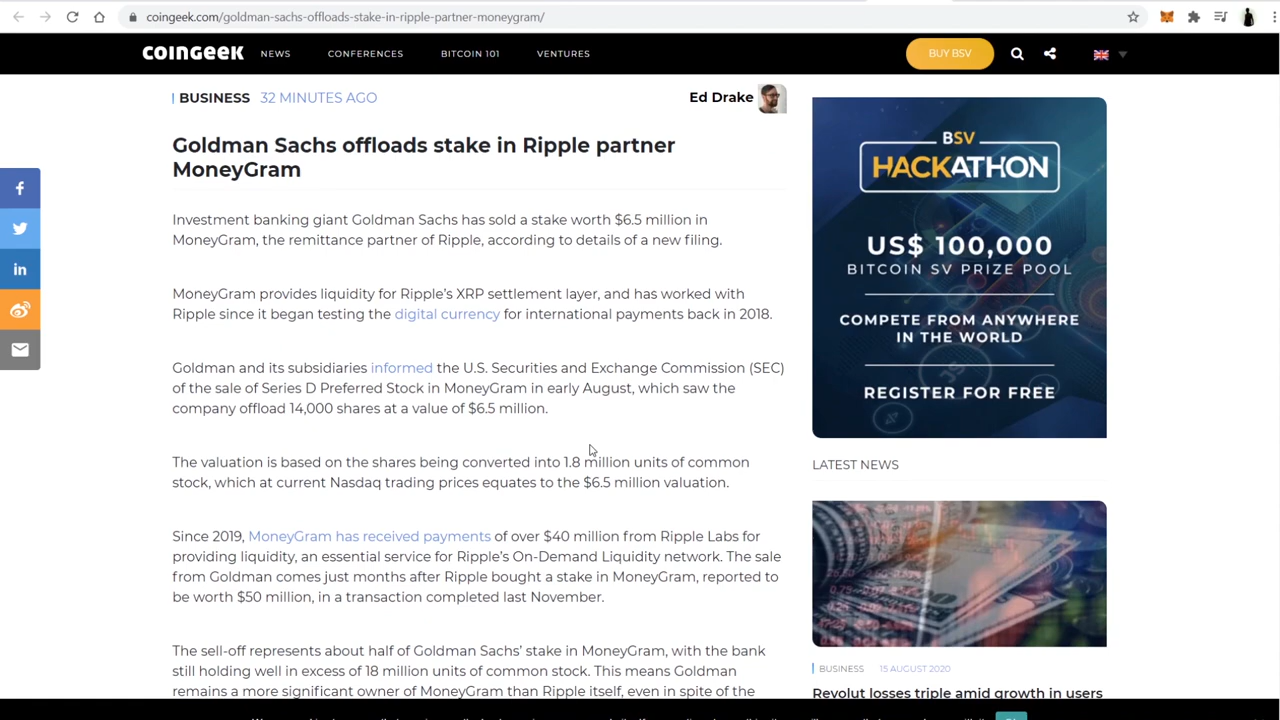 coingeek.com/goldman-sachs-offloads-stake-in-ripple-partner-moneygram/
COINGEEK
NEWS
CONFERENCES
BITCOIN 101
VENTURES
BUY BSV
BUSINESS 32 MINUTES AGO
Ed Drake
Goldman Sachs offloads stake in Ripple partner
MoneyGram
Investment banking giant Goldman Sachs has sold a stake worth $6.5 million in
MoneyGram, the remittance partner of Ripple, according to details of a new filing.
MoneyGram provides liquidity for Ripple's XRP settlement layer, and has worked with
Ripple since it began testing the digital currency for international payments back in 2018.
Goldman and its subsidiaries informed the U.S. Securities and Exchange Commission (SEC)
of the sale of Series D Preferred Stock in MoneyGram in early August, which saw the
company offload 14,000 shares at a value of $6.5 million.
The valuation is based on the shares being converted into 1.8 million units of common
stock, which at current Nasdaq trading prices equates to the $6.5 million valuation.
Since 2019, MoneyGram has received payments of over $40 million from Ripple Labs for
providing liquidity, an essential service for Ripple's On-Demand Liquidity network. The sale
from Goldman comes just months after Ripple bought a stake in MoneyGram, reported to
be worth $50 million, in a transaction completed last November.
The sell-off represents about half of Goldman Sachs' stake in MoneyGram, with the bank
still holding well in excess of 18 million units of common stock. This means Goldman
remains a more significant owner of MoneyGram than Ripple itself, even in spite of the
BSV
HACKATHON
US$ 100,000
BITCOIN SV PRIZE POOL
COMPETE FROM ANYWHERE
IN THE WORLD
REGISTER FOR FREE
LATEST NEWS
BUSINESS 15 AUGUST 2020
Revolut losses triple amid growth in users